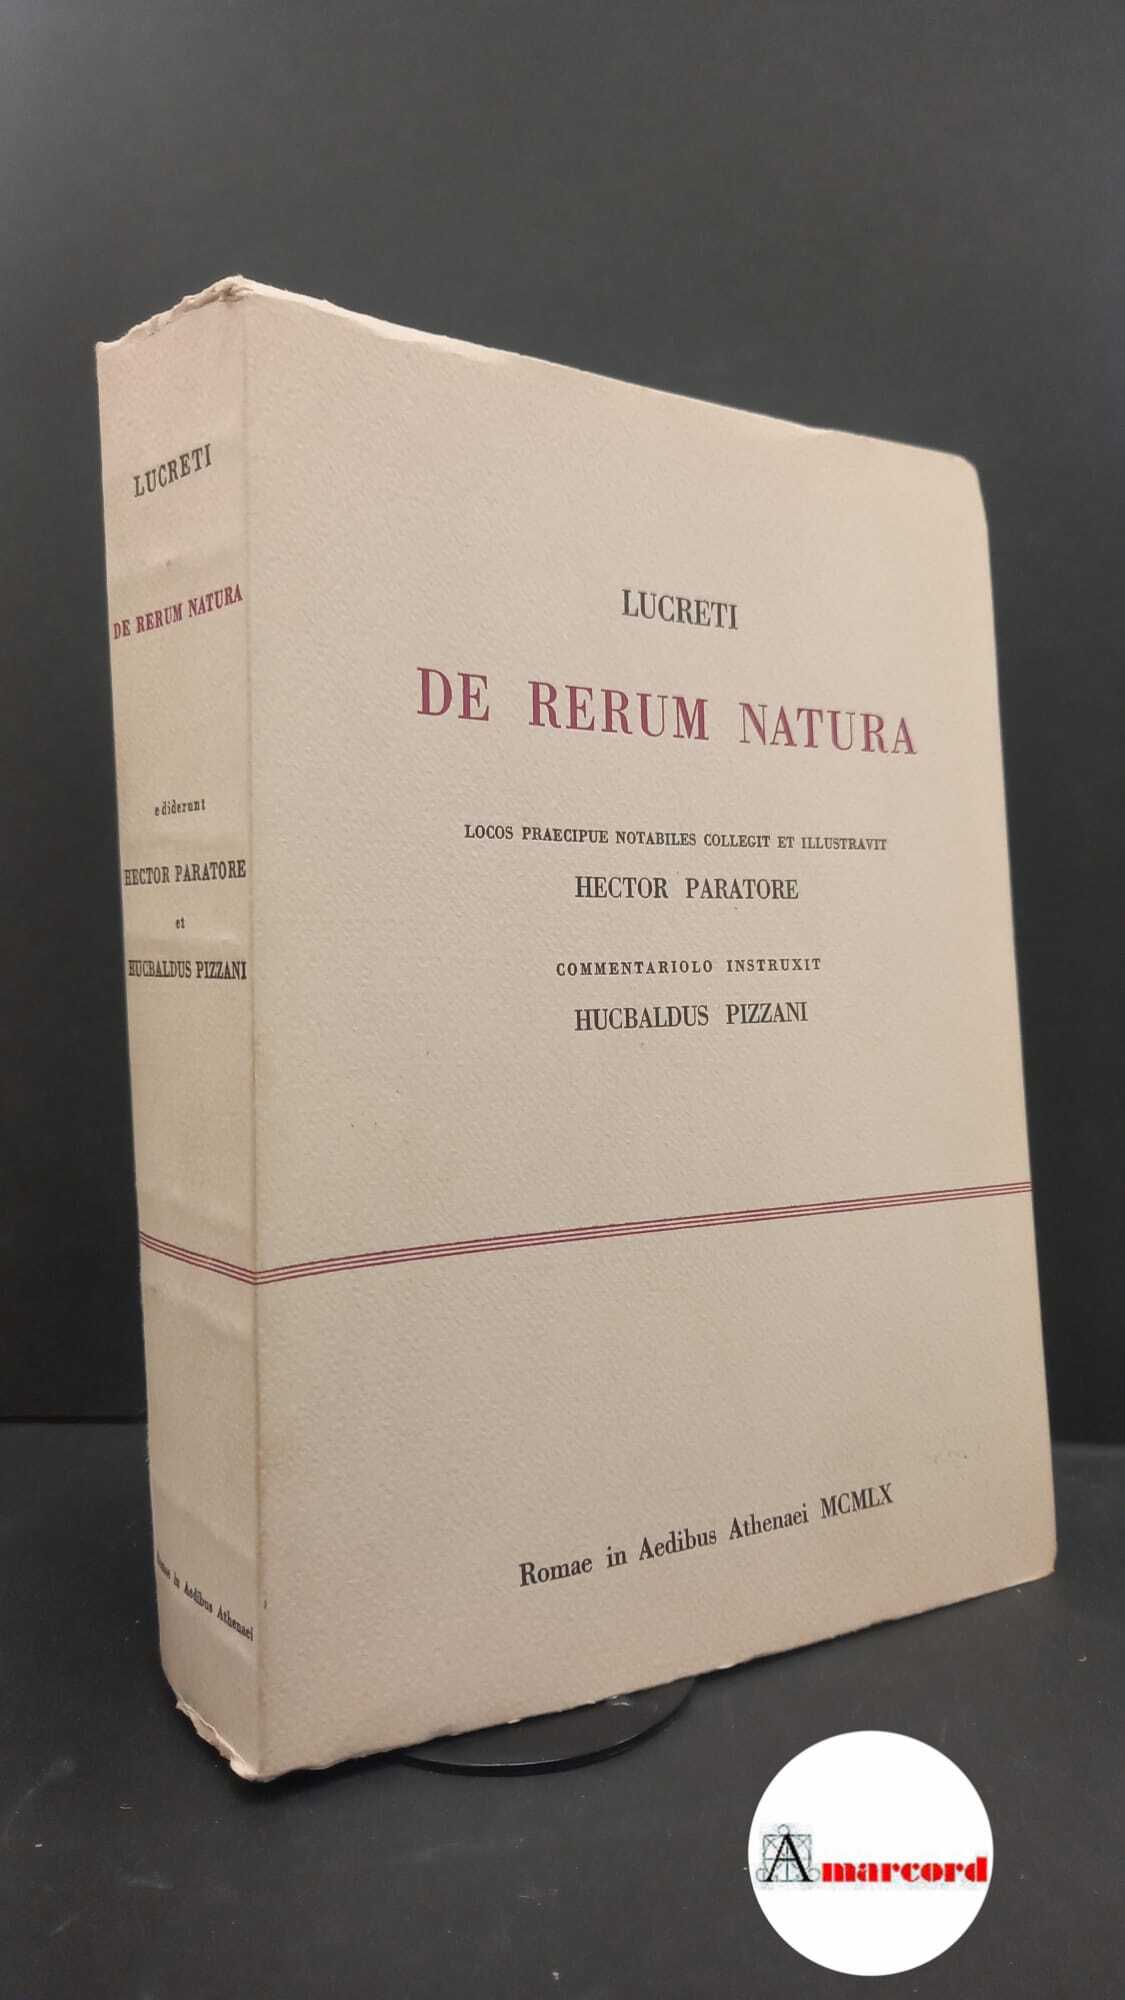 LUCRETI
DE RERUM NATURA
ediderunt
HECTOR PARATORE
et
HUCBALDUS PIZZANI
Romae in Aedibus Athenaei
LUCRETI
DE RERUM NATURA
LOCOS PRAECIPUE NOTABILES COLLEGIT ET ILLUSTRAVIT
HECTOR PARATORE
COMMENTARIOLO INSTRUXIT
HUCBALDUS PIZZANI
Romae in Aedibus Athenaei MCMLX
Amarcord